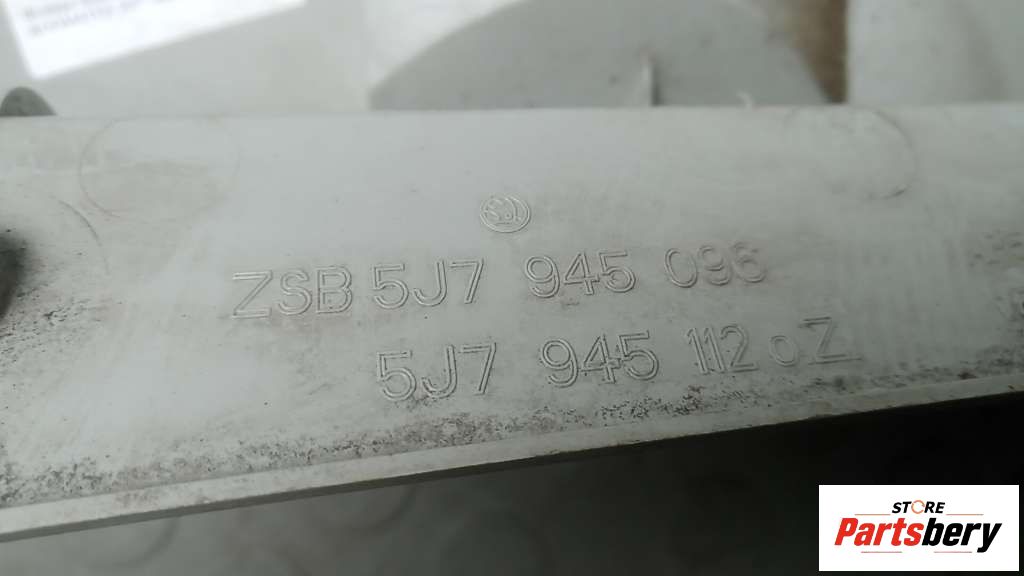 ZSB 5J7 945 096
5J7 945 112 oZ
STORE
Partsbery